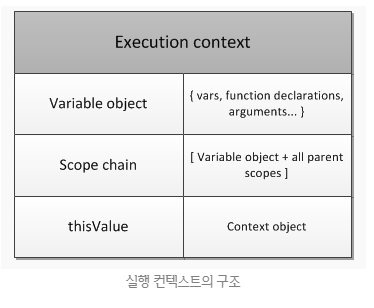 Execution context
Variable object
{ vars, function declarations,
arguments... }
Scope chain
[ Variable object + all parent
scopes ]
thisValue
Context object
실행 컨텍스트의 구조